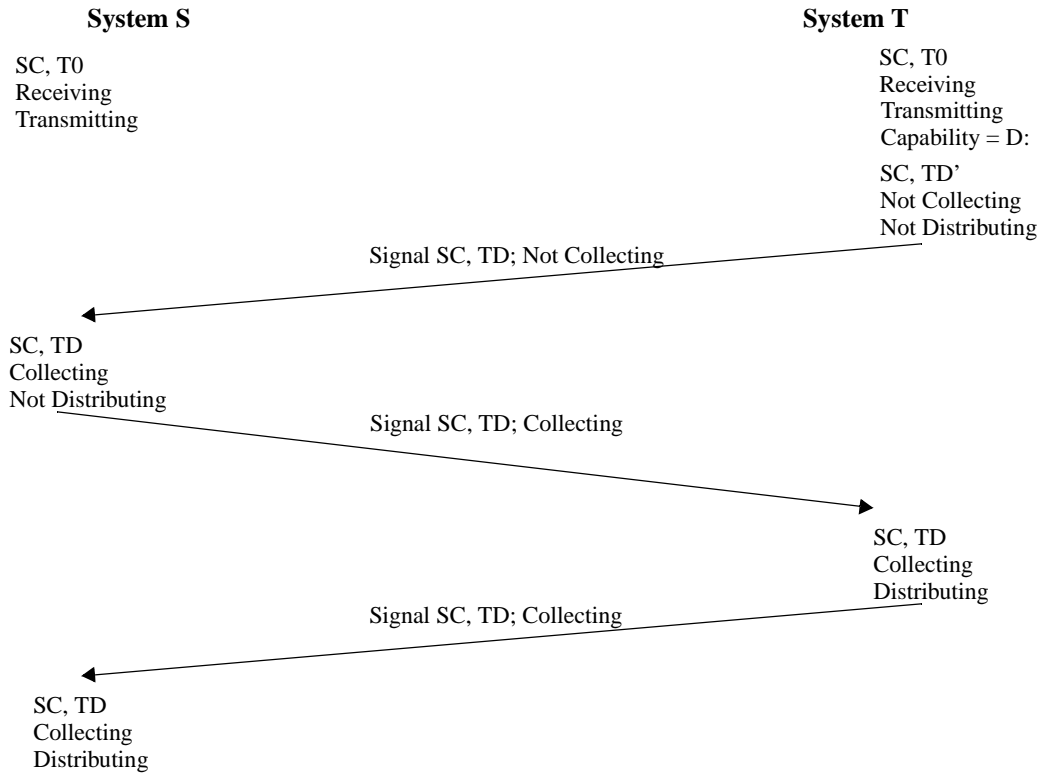 System S
System T
SC, T0
Receiving
Transmitting
SC, T0
Receiving
Transmitting
Capability = D:
SC, TD’
Not Collecting
Not Distributing
Signal SC, TD; Not Collecting
SC, TD
Collecting
Not Distributing
Signal SC, TD; Collecting
SC, TD
Collecting
Distributing
Signal SC, TD; Collecting
SC, TD
Collecting
Distributing